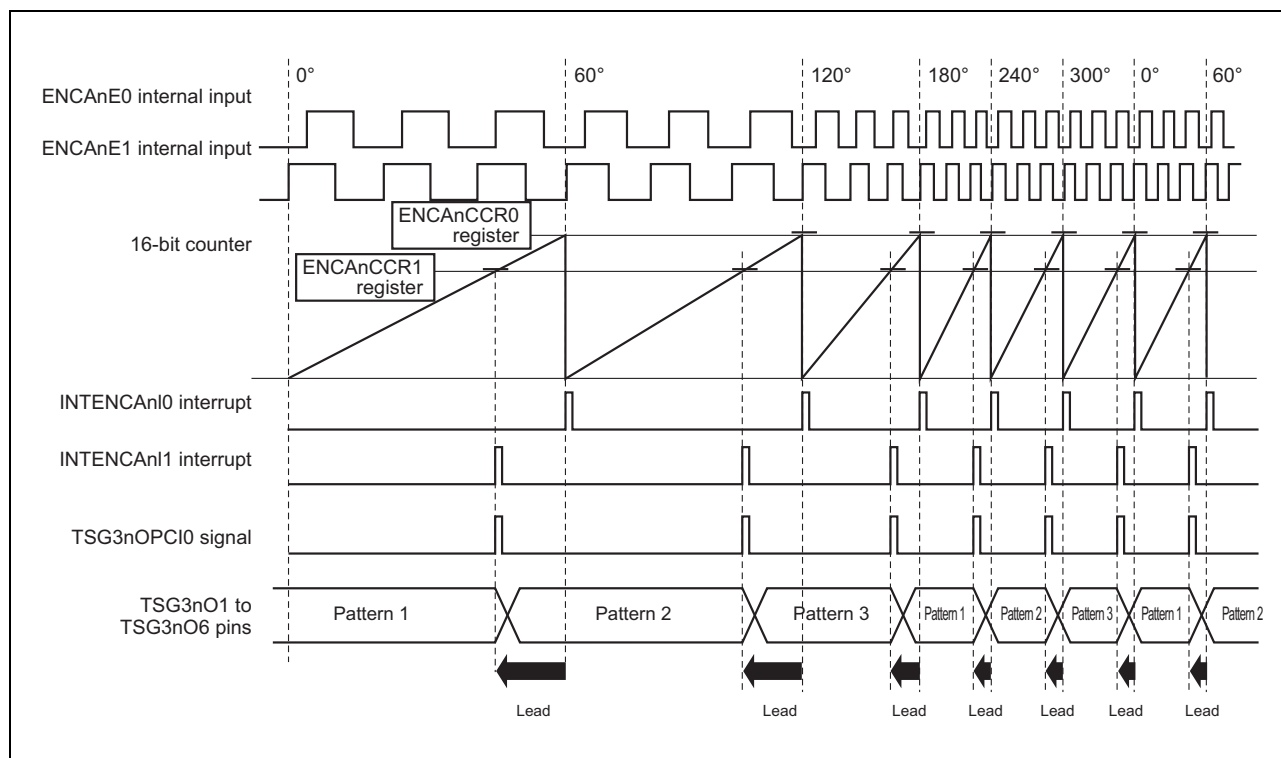 0° 60° 120° 180° 240° 300° 0° 60°
ENCAnE0 internal input
ENCAnE1 internal input
ENCAnCCR0
register
16-bit counter
ENCAnCCR1
register
INTENCAnI0 interrupt
INTENCAnI1 interrupt
TSG3nOPCI0 signal
TSG3nO1 to
TSG3nO6 pins
Pattern 1 Pattern 2 Pattern 3 Pattern 1 Pattern 2 Pattern 3 Pattern 1 Pattern 2
Lead Lead Lead Lead Lead Lead Lead